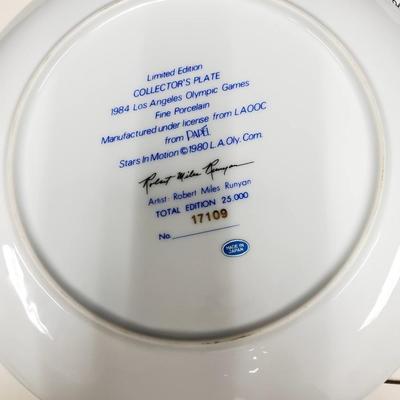 Limited Edition
COLLECTOR'S PLATE
1984 Los Angeles Olympic Games
Fine Porcelain
Manufactured under license from LAOOC
from PAPEL
Stars In Motion © 1980 L.A. Oly. Com.
Robert Miles Runyan
Artist: Robert Miles Runyan
TOTAL EDITION 25,000
17109
No.
MADE IN
JAPAN